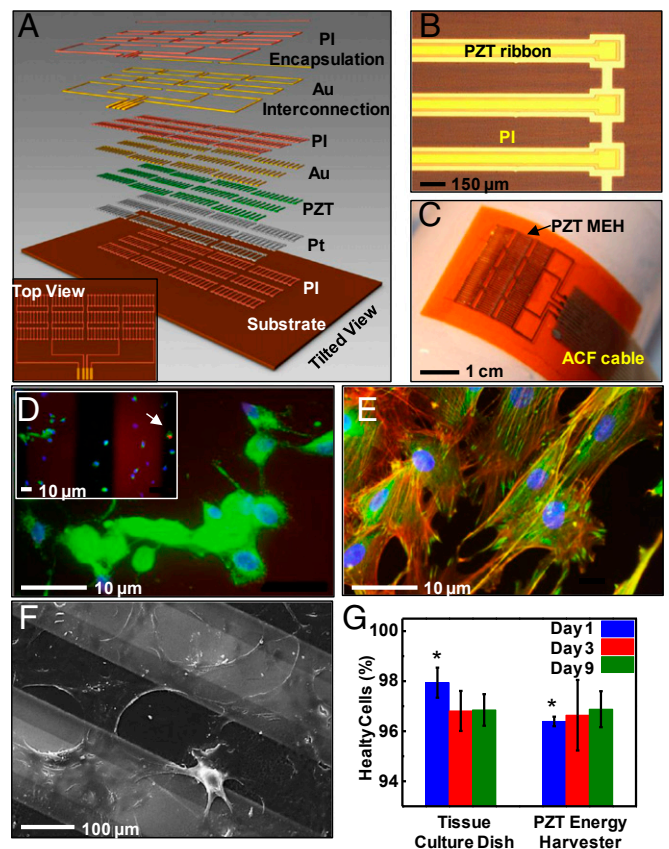 A
PI
Encapsulation
Au
Interconnection
PI
Au
PZT
Pt
PI
Substrate
Tilted View
Top View
B
PZT ribbon
PI
150 µm
C
PZT MEH
ACF cable
1 cm
D
10 µm
10 µm
E
10 µm
F
100 µm
G
Day 1
Day 3
Day 9
Healty Cells (%)
100
98
96
94
*
*
Tissue
Culture Dish
PZT Energy
Harvester